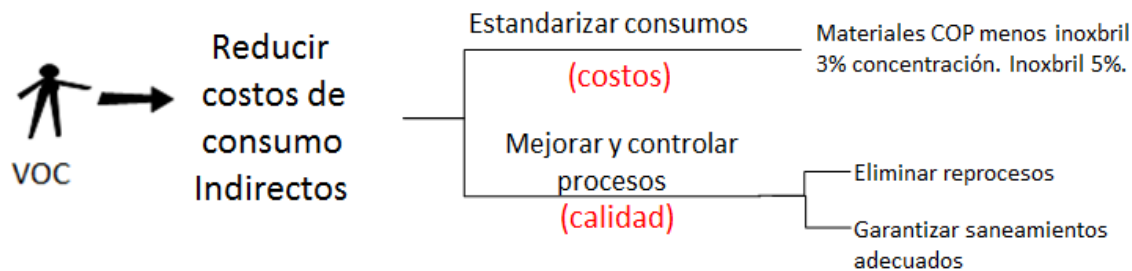 VOC
Reducir
costos de
consumo
Indirectos
Estandarizar consumos
(costos)
Materiales COP menos inoxbril
3% concentración. Inoxbril 5%.
Mejorar y controlar
procesos
(calidad)
Eliminar reprocesos
Garantizar saneamientos
adecuados